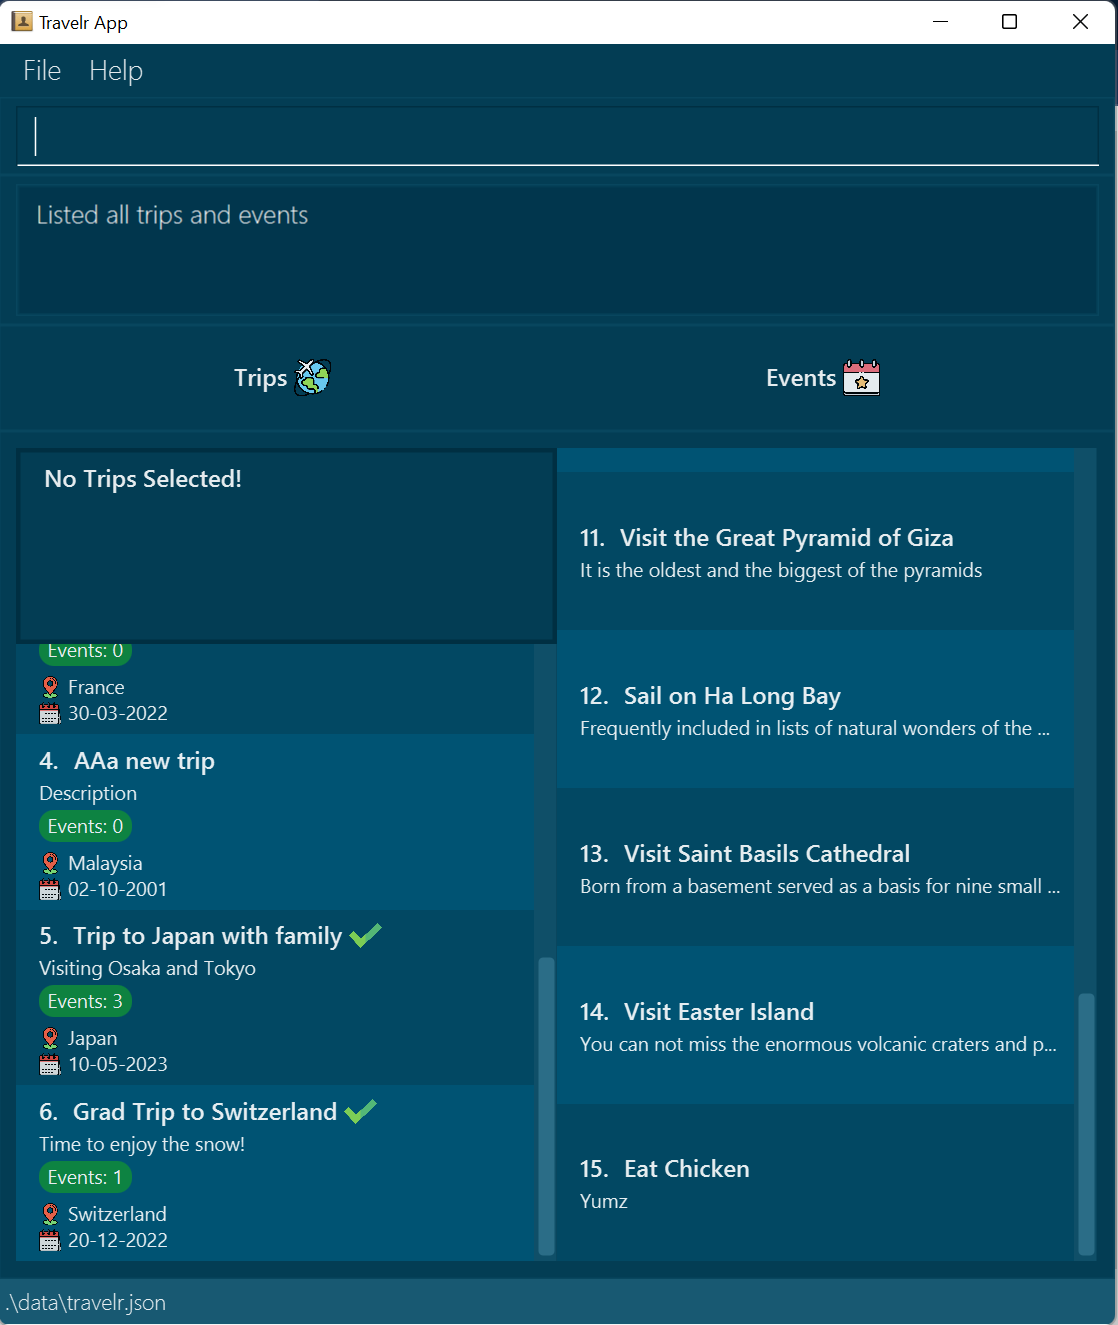 Travelr App
File Help
Listed all trips and events
Trips
Events
No Trips Selected!
Events: 0
France
30-03-2022
4. AAa new trip
Description
Events: 0
Malaysia
02-10-2001
5. Trip to Japan with family
Visiting Osaka and Tokyo
Events: 3
Japan
10-05-2023
6. Grad Trip to Switzerland
Time to enjoy the snow!
Events: 1
Switzerland
20-12-2022
11. Visit the Great Pyramid of Giza
It is the oldest and the biggest of the pyramids
12. Sail on Ha Long Bay
Frequently included in lists of natural wonders of the ...
13. Visit Saint Basils Cathedral
Born from a basement served as a basis for nine small ...
14. Visit Easter Island
You can not miss the enormous volcanic craters and p...
15. Eat Chicken
Yumz
.\data\travelr.json